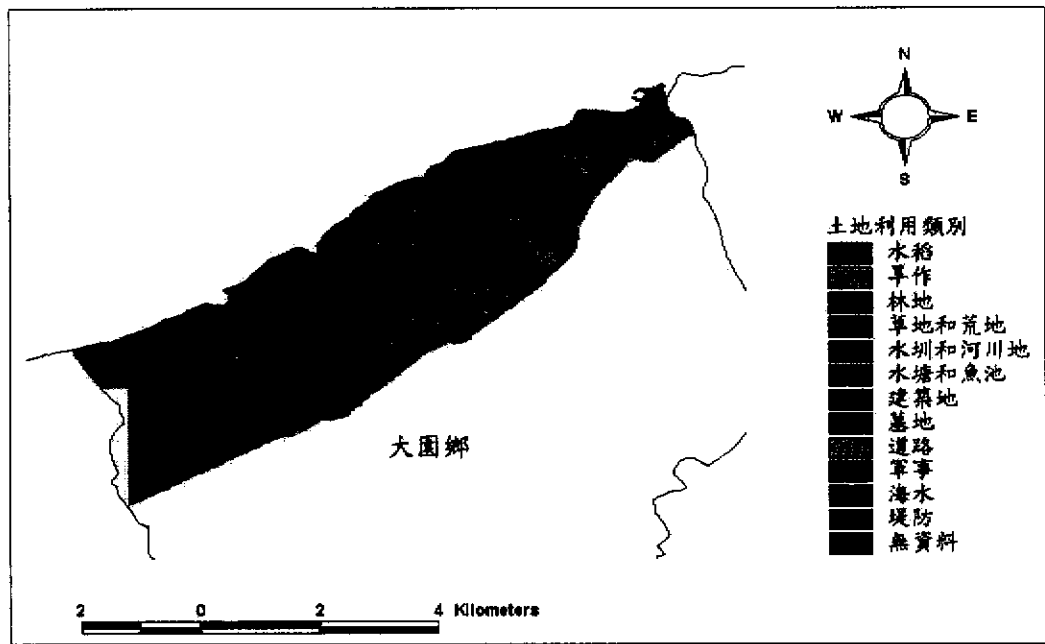 N
W E
S
土地利用類別
水稻
旱作
林地
草地和荒地
水圳和河川地
水塘和魚池
建築地
墓地
道路
軍事
海水
堤防
無資料
大園鄉
2 0 2 4 Kilometers